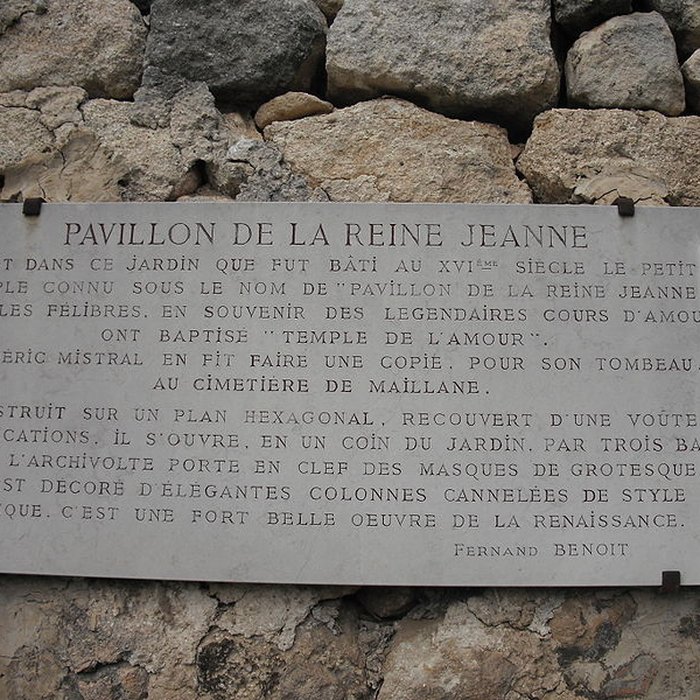 PAVILLON DE LA REINE JEANNE
T DANS CE JARDIN QUE FUT BÂTI AU XVIÈME SIÈCLE LE PETIT
PLE CONNU SOUS LE NOM DE "PAVILLON DE LA REINE JEANNE
LES FÉLIBRES, EN SOUVENIR DES LEGENDAIRES COURS D'AMOU
ONT BAPTISÉ "TEMPLE DE L'AMOUR".
ÉRIC MISTRAL EN FIT FAIRE UNE COPIE, POUR SON TOMBEAU,
AU CIMETIÈRE DE MAILLANE.
STRUIT SUR UN PLAN HEXAGONAL, RECOUVERT D'UNE VOÛTE
CATIONS, IL S'OUVRE, EN UN COIN DU JARDIN, PAR TROIS BA
L'ARCHIVOLTE PORTE EN CLEF DES MASQUES DE GROTESQUE
ST DÉCORÉ D'ÉLÉGANTES COLONNES CANNELÉES DE STYLE
QUE. C'EST UNE FORT BELLE OEUVRE DE LA RENAISSANCE.
FERNAND BENOIT